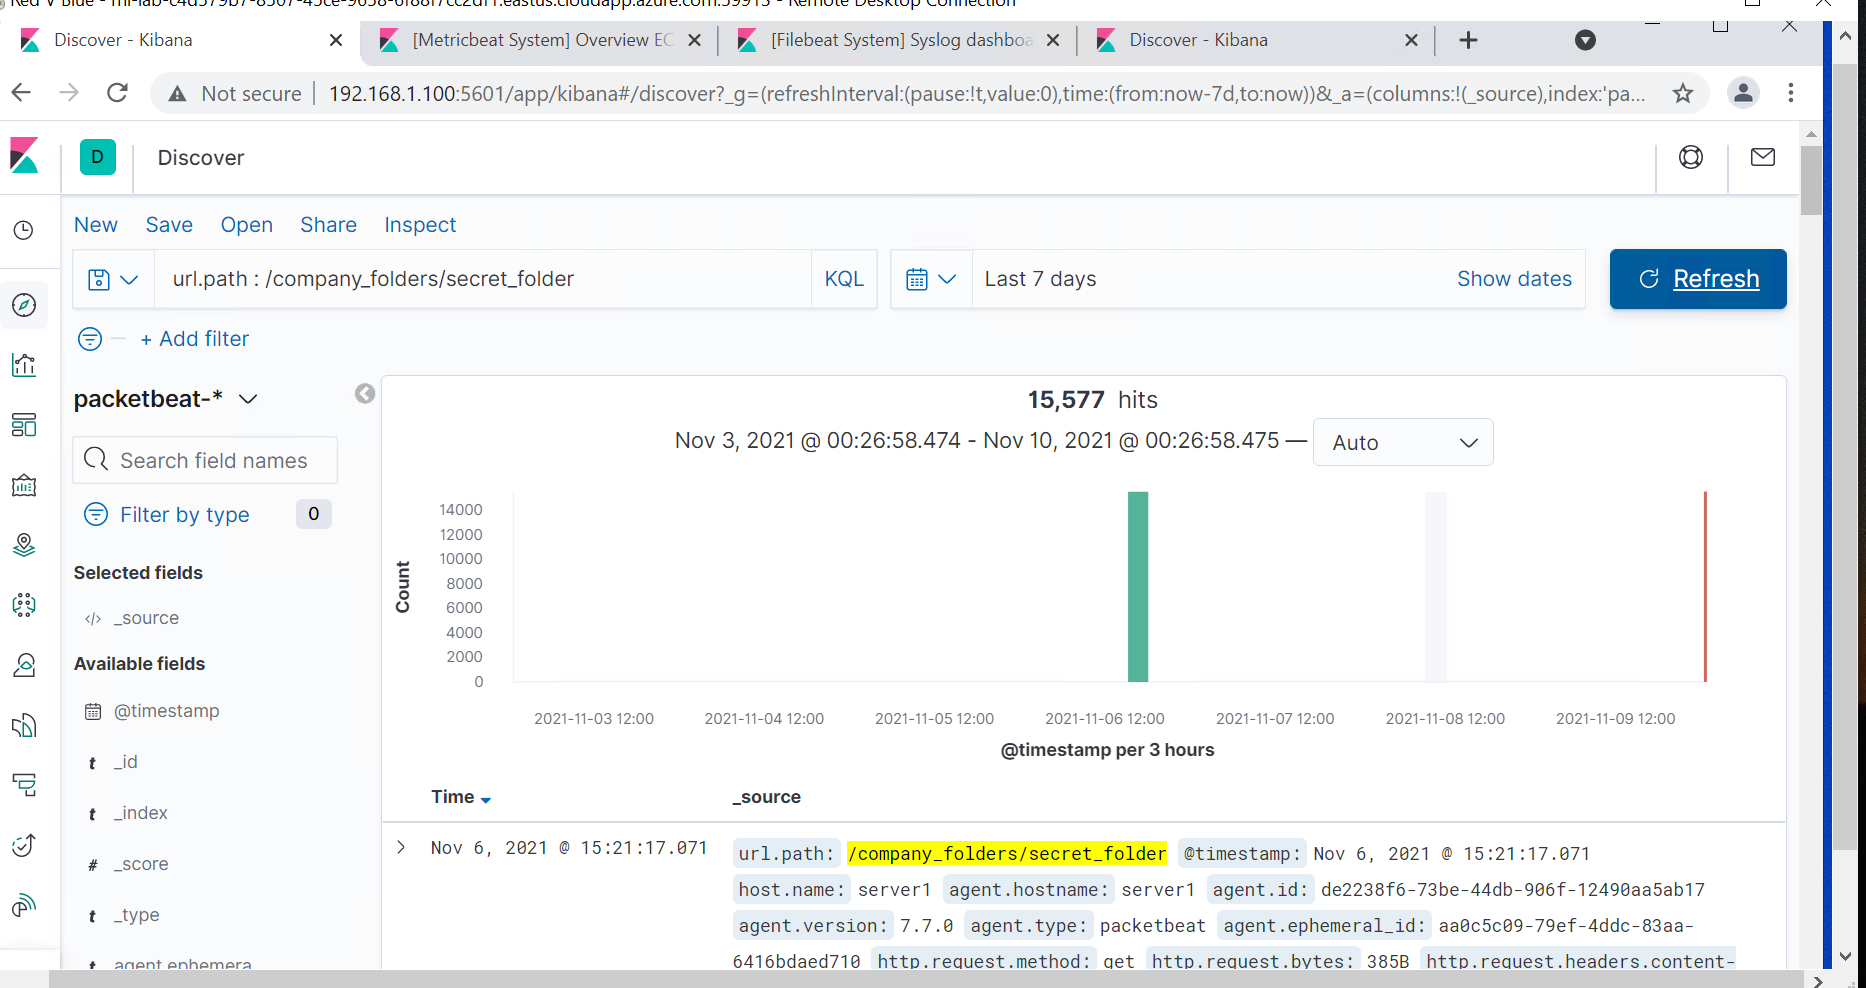 Red V Blue - ml-lab-c4d579b7-8507-45ce-9658-6f88f7cc2df1.eastus.cloudapp.azure.com:59913 - Remote Desktop Connection
Discover - Kibana
[Metricbeat System] Overview EC
[Filebeat System] Syslog dashboa
Discover - Kibana
Not secure 192.168.1.100:5601/app/kibana#/discover?_g=(refreshInterval:(pause:!t,value:0),time:(from:now-7d,to:now))&_a=(columns:!(_source),index:'pa...
D Discover
New Save Open Share Inspect
url.path : /company_folders/secret_folder KQL Last 7 days Show dates Refresh
+ Add filter
packetbeat-*
Search field names
Filter by type 0
Selected fields
_source
Available fields
@timestamp
t _id
t _index
# _score
t _type
t agent.ephemera
15,577 hits
Nov 3, 2021 @ 00:26:58.474 - Nov 10, 2021 @ 00:26:58.475 — Auto
14000
12000
10000
8000
6000
4000
2000
0
Count
2021-11-03 12:00 2021-11-04 12:00 2021-11-05 12:00 2021-11-06 12:00 2021-11-07 12:00 2021-11-08 12:00 2021-11-09 12:00
@timestamp per 3 hours
Time _source
Nov 6, 2021 @ 15:21:17.071 url.path: /company_folders/secret_folder @timestamp: Nov 6, 2021 @ 15:21:17.071
host.name: server1 agent.hostname: server1 agent.id: de2238f6-73be-44db-906f-12490aa5ab17
agent.version: 7.7.0 agent.type: packetbeat agent.ephemeral_id: aa0c5c09-79ef-4ddc-83aa-
6416bdaed710 http.request.method: get http.request.bytes: 385B http.request.headers.content-